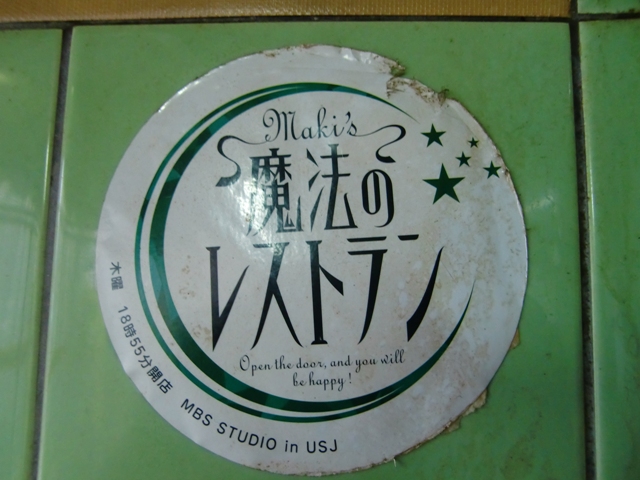 Maki's
魔法の
レストラン
Open the door, and you will
be happy!
木曜 18時55分開店 MBS STUDIO in USJ